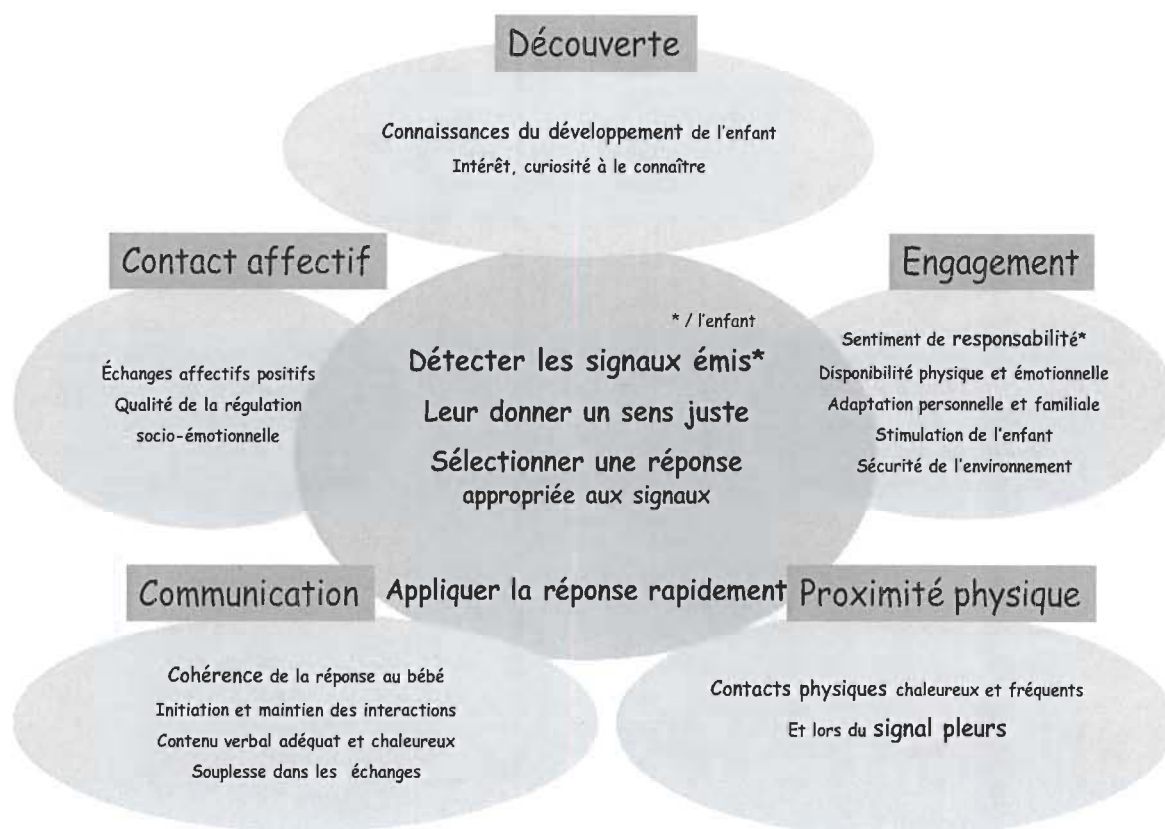 Découverte
Connaissances du développement de l'enfant
Intérêt, curiosité à le connaître
Contact affectif
Échanges affectifs positifs
Qualité de la régulation
socio-émotionnelle
* / l'enfant
Détecter les signaux émis*
Leur donner un sens juste
Sélectionner une réponse
appropriée aux signaux
Appliquer la réponse rapidement
Engagement
Sentiment de responsabilité*
Disponibilité physique et émotionnelle
Adaptation personnelle et familiale
Stimulation de l'enfant
Sécurité de l'environnement
Communication
Cohérence de la réponse au bébé
Initiation et maintien des interactions
Contenu verbal adéquat et chaleureux
Souplesse dans les échanges
Proximité physique
Contacts physiques chaleureux et fréquents
Et lors du signal pleurs